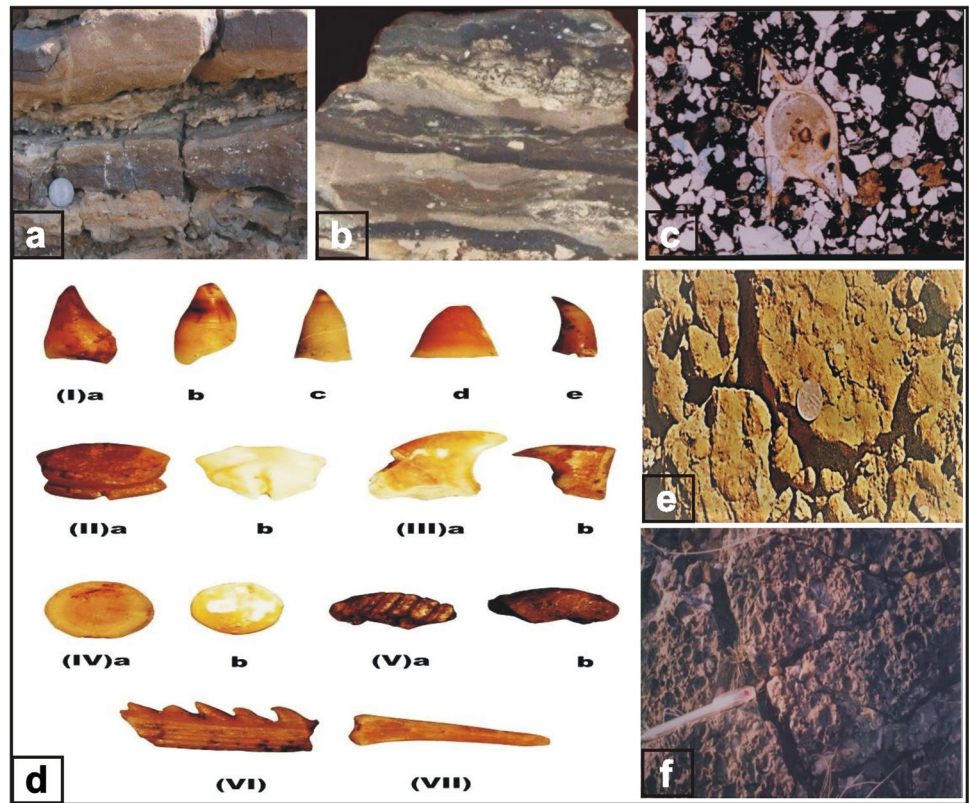 a
b
c
(I)a b c d e
(II)a b (III)a b
(IV)a b (V)a b
(VI) (VII)
d
e
f